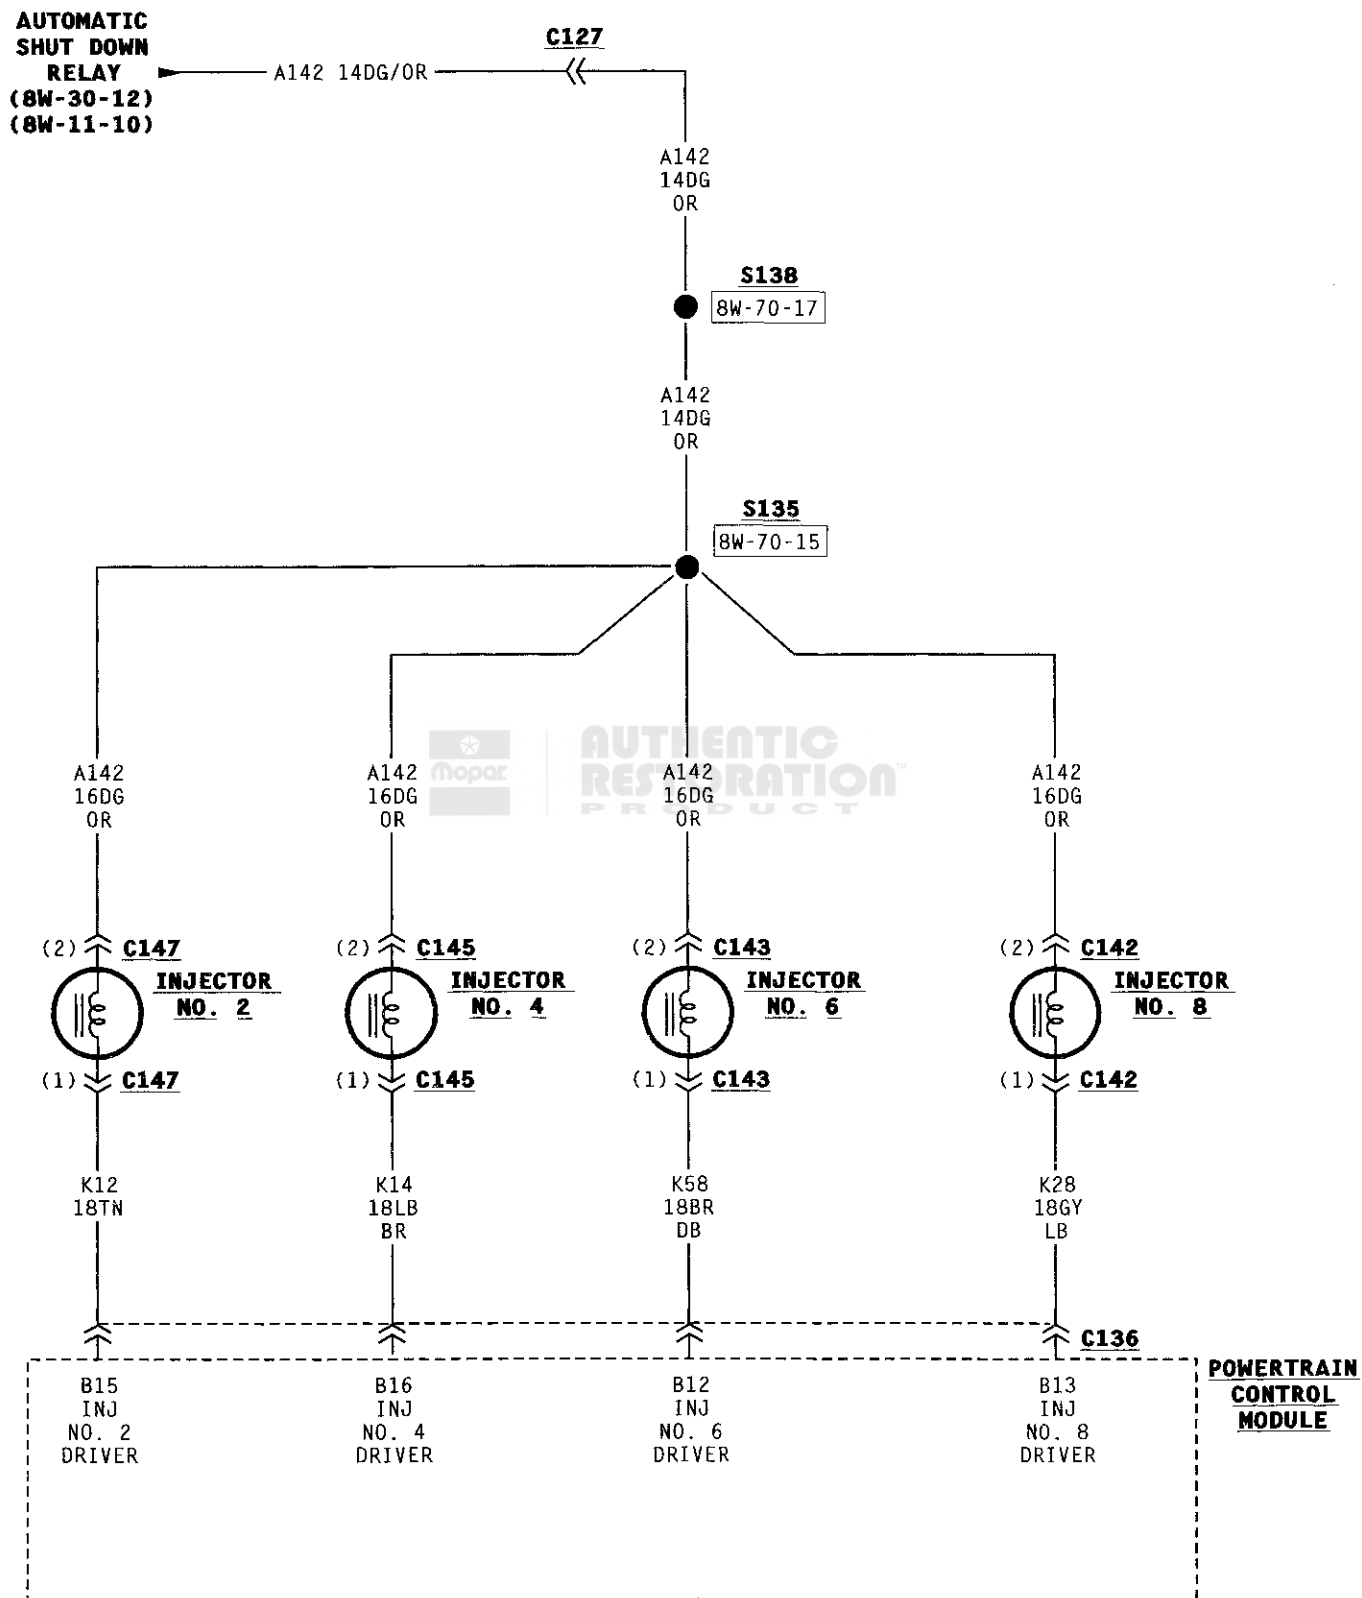 AUTOMATIC
SHUT DOWN
RELAY
(8W-30-12)
(8W-11-10)
A142 14DG/OR
C127
A142
14DG
OR
S138
8W-70-17
A142
14DG
OR
S135
8W-70-15
mopar
AUTHENTIC
RESTORATION™
PRODUCT
A142
16DG
OR
A142
16DG
OR
A142
16DG
OR
A142
16DG
OR
(2) C147
INJECTOR
NO. 2
(1) C147
(2) C145
INJECTOR
NO. 4
(1) C145
(2) C143
INJECTOR
NO. 6
(1) C143
(2) C142
INJECTOR
NO. 8
(1) C142
K12
18TN
K14
18LB
BR
K58
18BR
DB
K28
18GY
LB
C136
B15
INJ
NO. 2
DRIVER
B16
INJ
NO. 4
DRIVER
B12
INJ
NO. 6
DRIVER
B13
INJ
NO. 8
DRIVER
POWERTRAIN
CONTROL
MODULE